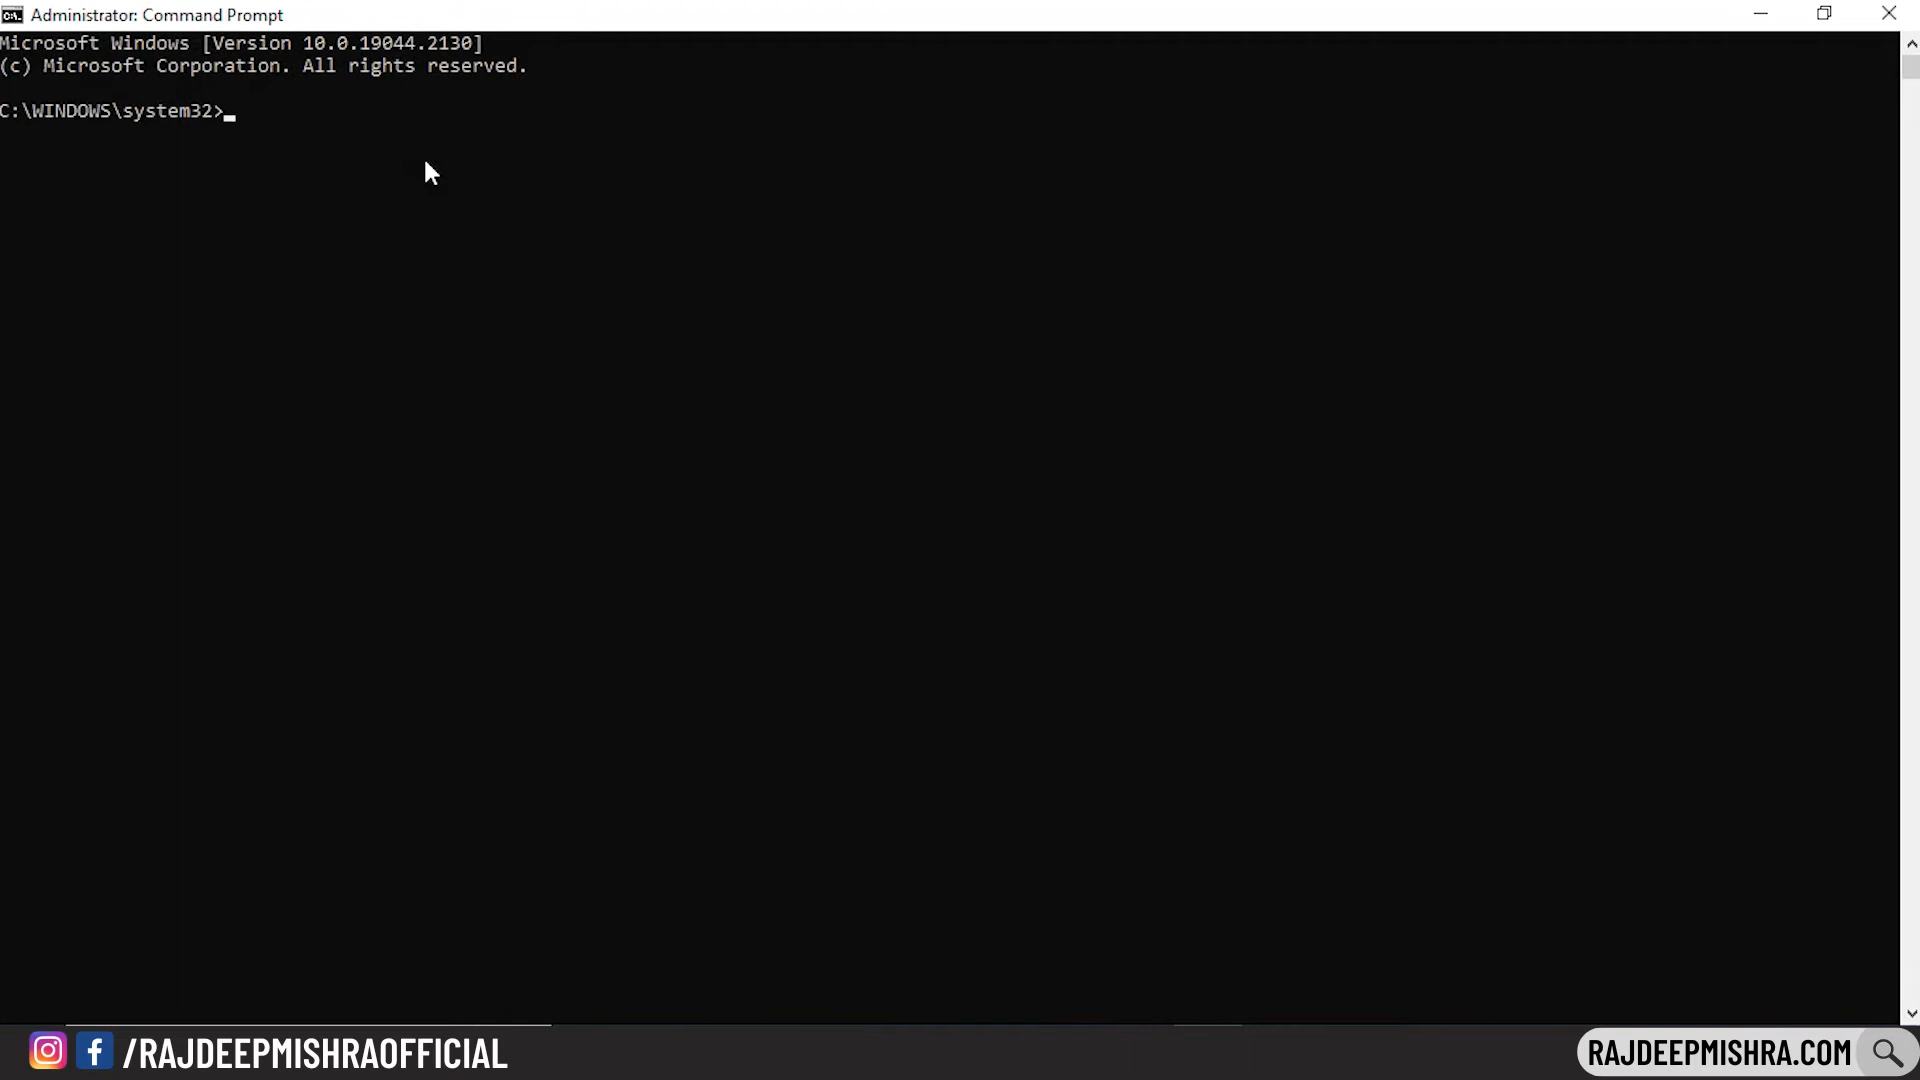 Administrator: Command Prompt
Microsoft Windows [Version 10.0.19044.2130]
(c) Microsoft Corporation. All rights reserved.
C:\WINDOWS\system32>
/RAJDEEPMISHRAOFFICIAL
RAJDEEPMISHRA.COM